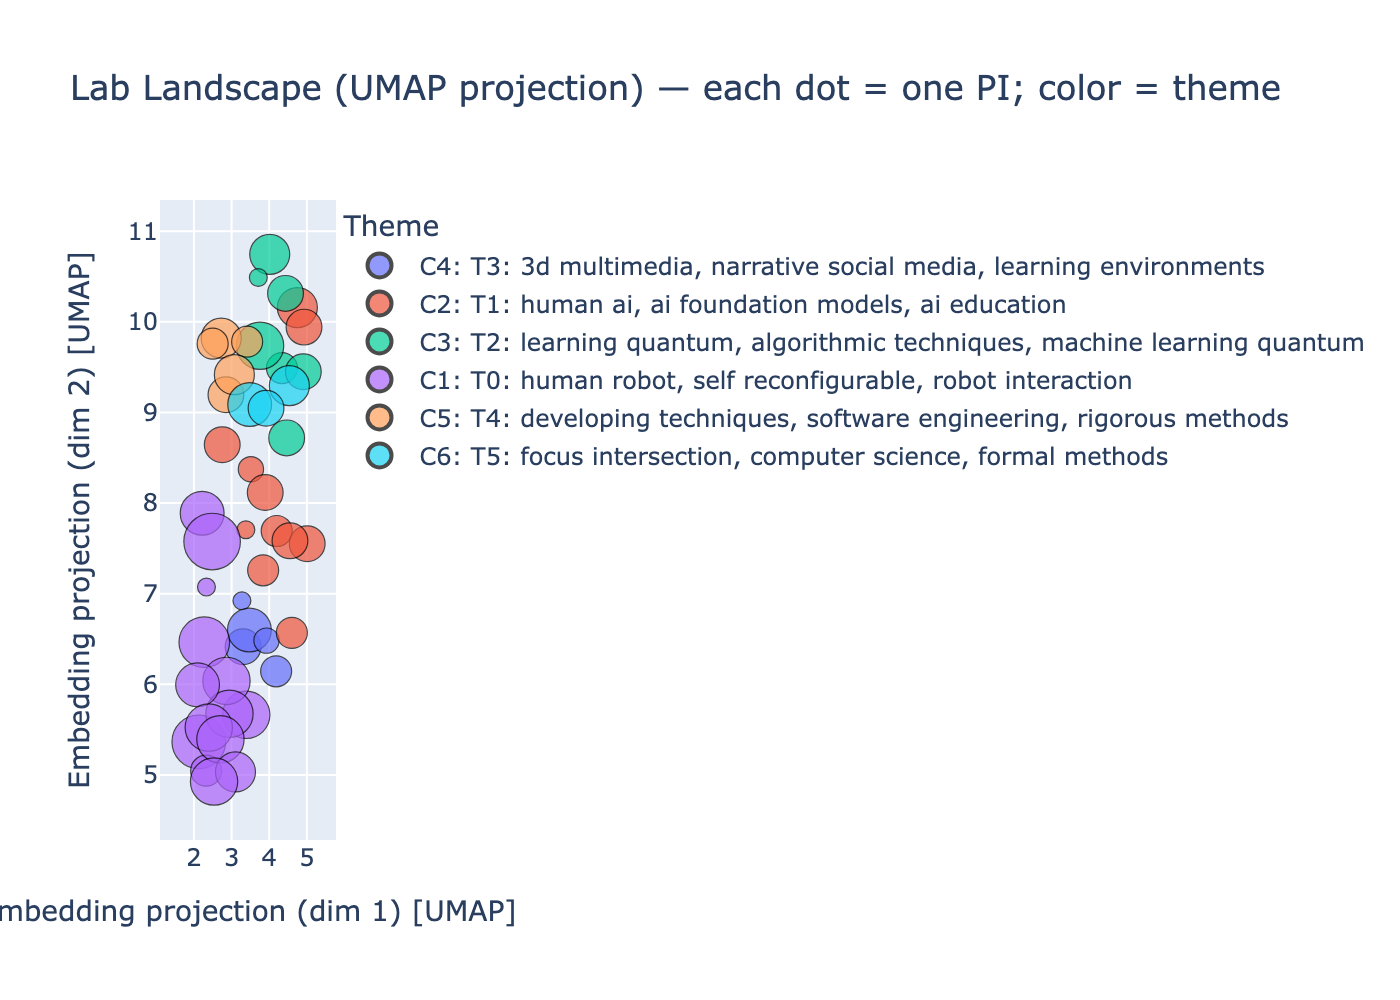 Lab Landscape (UMAP projection) — each dot = one PI; color = theme
Embedding projection (dim 2) [UMAP]
11
10
9
8
7
6
5
2 3 4 5
mbedding projection (dim 1) [UMAP]
Theme
C4: T3: 3d multimedia, narrative social media, learning environments
C2: T1: human ai, ai foundation models, ai education
C3: T2: learning quantum, algorithmic techniques, machine learning quantum
C1: T0: human robot, self reconfigurable, robot interaction
C5: T4: developing techniques, software engineering, rigorous methods
C6: T5: focus intersection, computer science, formal methods